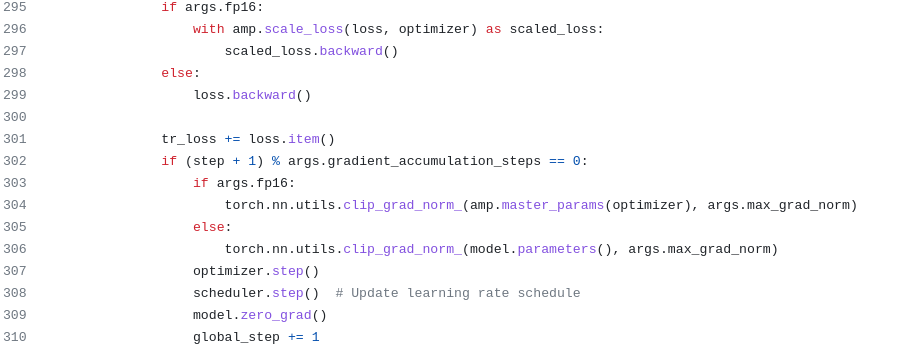 295                 if args.fp16:
296                     with amp.scale_loss(loss, optimizer) as scaled_loss:
297                         scaled_loss.backward()
298                 else:
299                     loss.backward()
300
301                 tr_loss += loss.item()
302                 if (step + 1) % args.gradient_accumulation_steps == 0:
303                     if args.fp16:
304                         torch.nn.utils.clip_grad_norm_(amp.master_params(optimizer), args.max_grad_norm)
305                     else:
306                         torch.nn.utils.clip_grad_norm_(model.parameters(), args.max_grad_norm)
307                     optimizer.step()
308                     scheduler.step()  # Update learning rate schedule
309                     model.zero_grad()
310                     global_step += 1